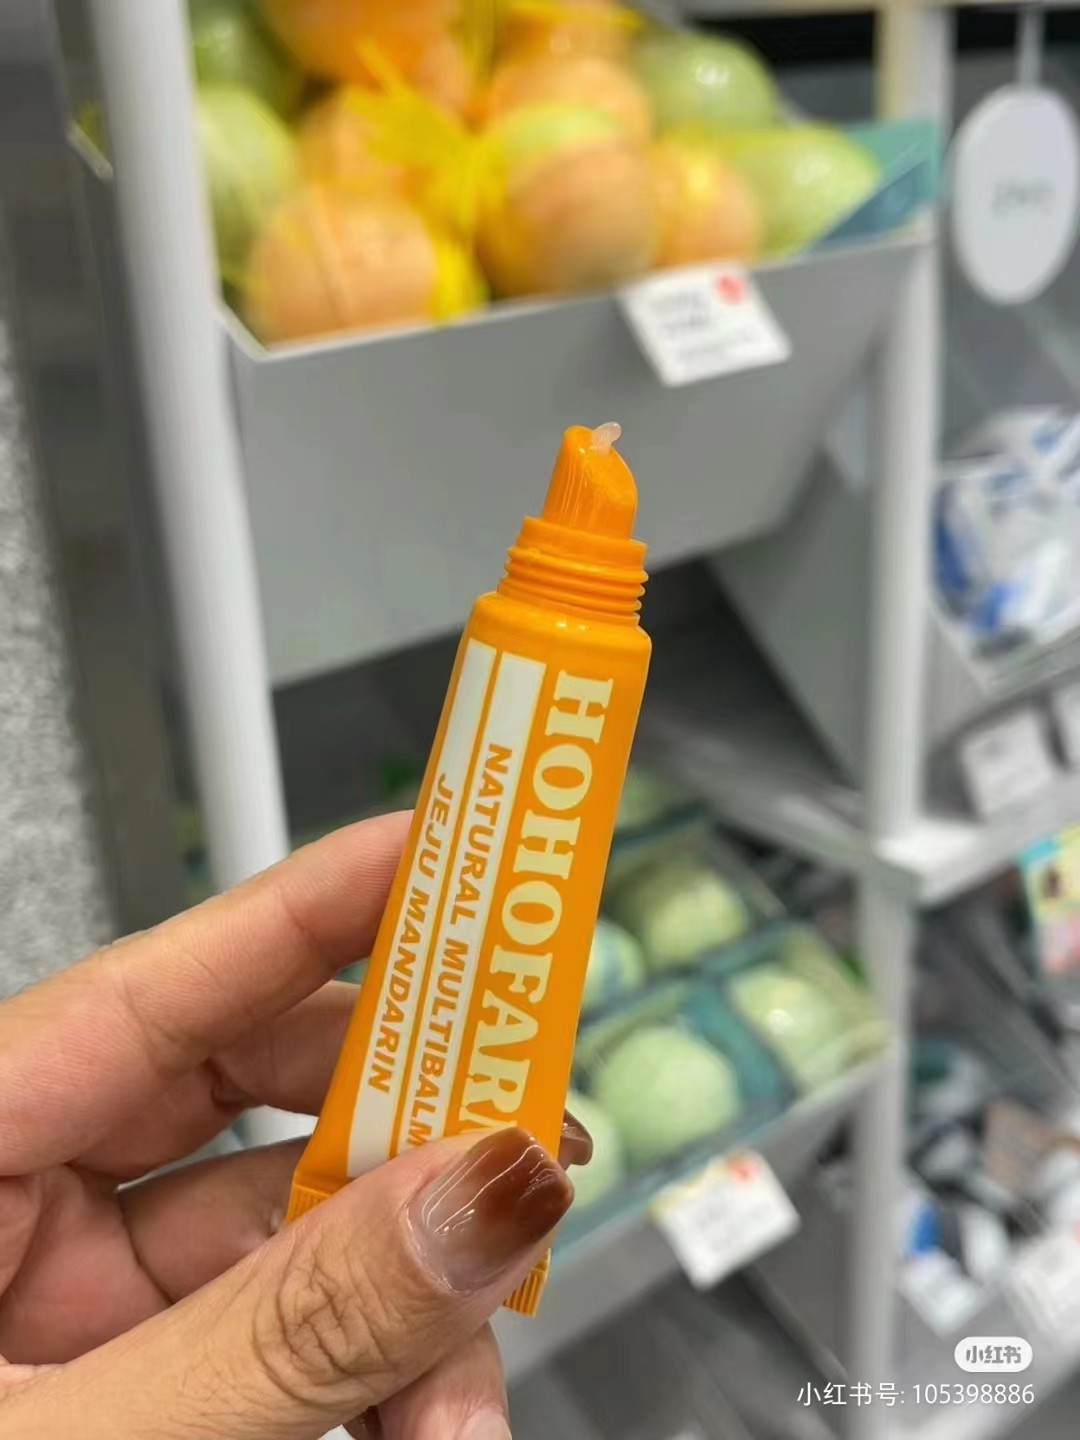 HOHOFARM
NATURAL MULTIBALM
JEJU MANDARIN
小红书
小红书号: 105398886